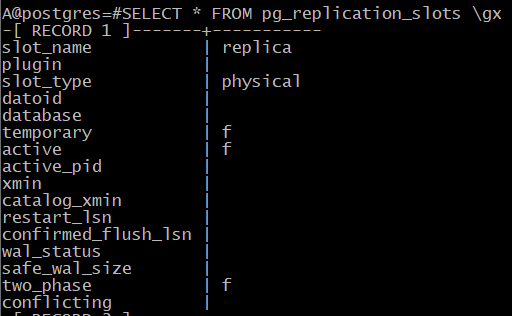 A@postgres=#SELECT * FROM pg_replication_slots \gx
-[ RECORD 1 ]-------+-----------
slot_name           | replica
plugin              |
slot_type           | physical
datoid              |
database            |
temporary           | f
active              | f
active_pid          |
xmin                |
catalog_xmin        |
restart_lsn         |
confirmed_flush_lsn |
wal_status          |
safe_wal_size       |
two_phase           | f
conflicting         |